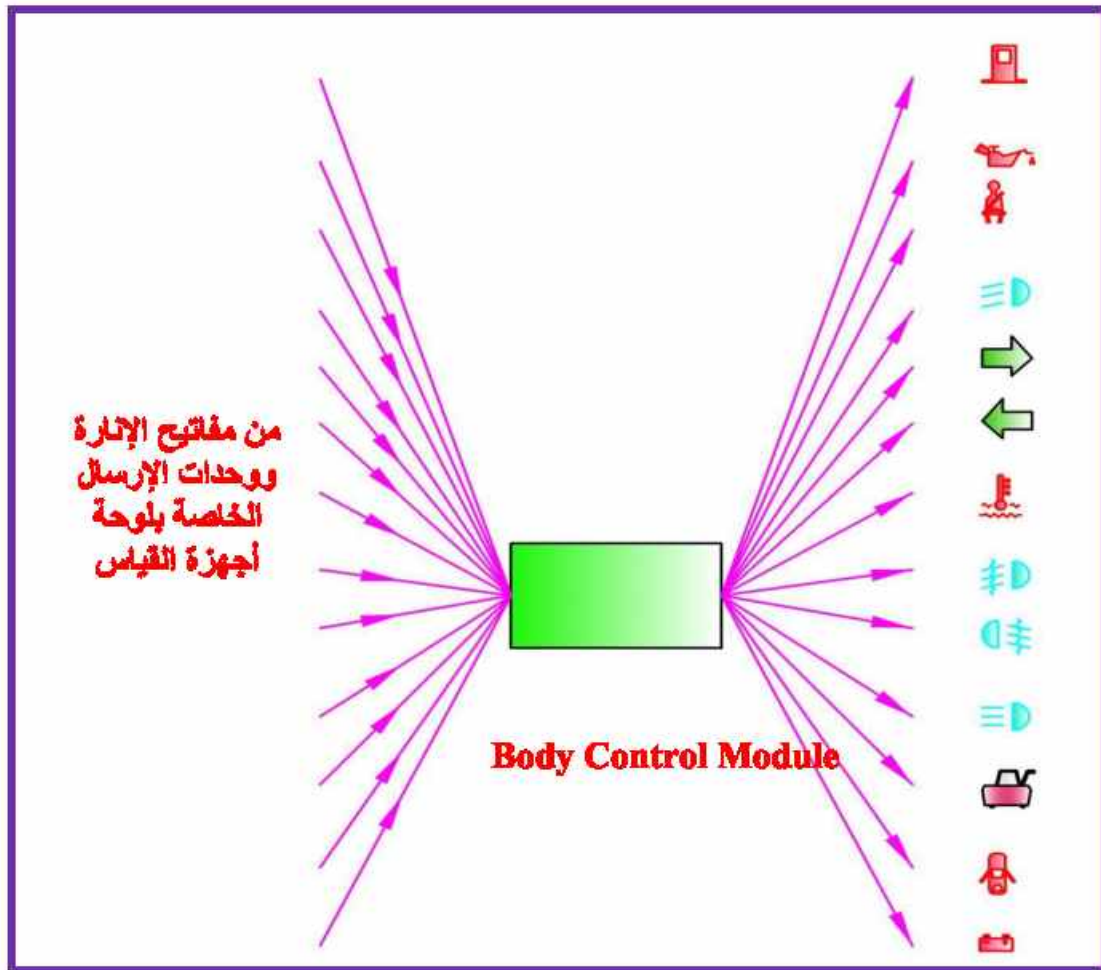 من مفاتيح الإنارة
ووحدات الإرسال
الخاصة بلوحة
أجهزة القياس
Body Control Module